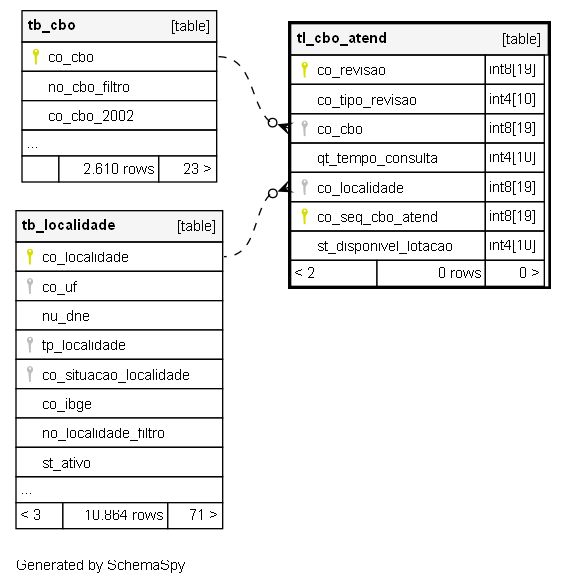 tb_cbo [table]
co_cbo
no_cbo_filtro
co_cbo_2002
...
2.610 rows 23 >
tl_cbo_atend [table]
co_revisao int8[19]
co_tipo_revisao int4[10]
co_cbo int8[19]
qt_tempo_consulta int4[10]
co_localidade int8[19]
co_seq_cbo_atend int8[19]
st_disponivel_lotacao int4[10]
< 2 0 rows 0 >
tb_localidade [table]
co_localidade
co_uf
nu_dne
tp_localidade
co_situacao_localidade
co_ibge
no_localidade_filtro
st_ativo
...
< 3 10.864 rows 71 >
Generated by SchemaSpy